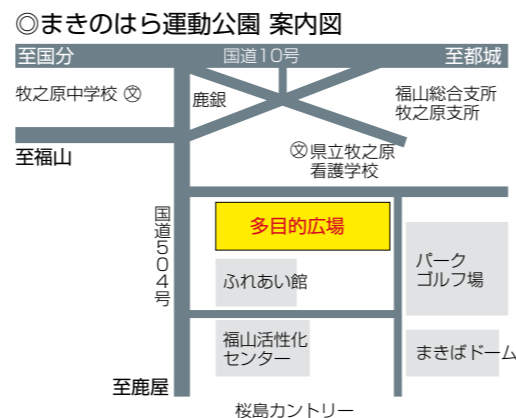 ◎まきのはら運動公園 案内図
至国分
国道10号
至都城
牧之原中学校 ㊫
鹿銀
福山総合支所
牧之原支所
至福山
㊫県立牧之原
看護学校
国道504号
多目的広場
ふれあい館
パーク
ゴルフ場
福山活性化
センター
まきばドーム
至鹿屋
桜島カントリー